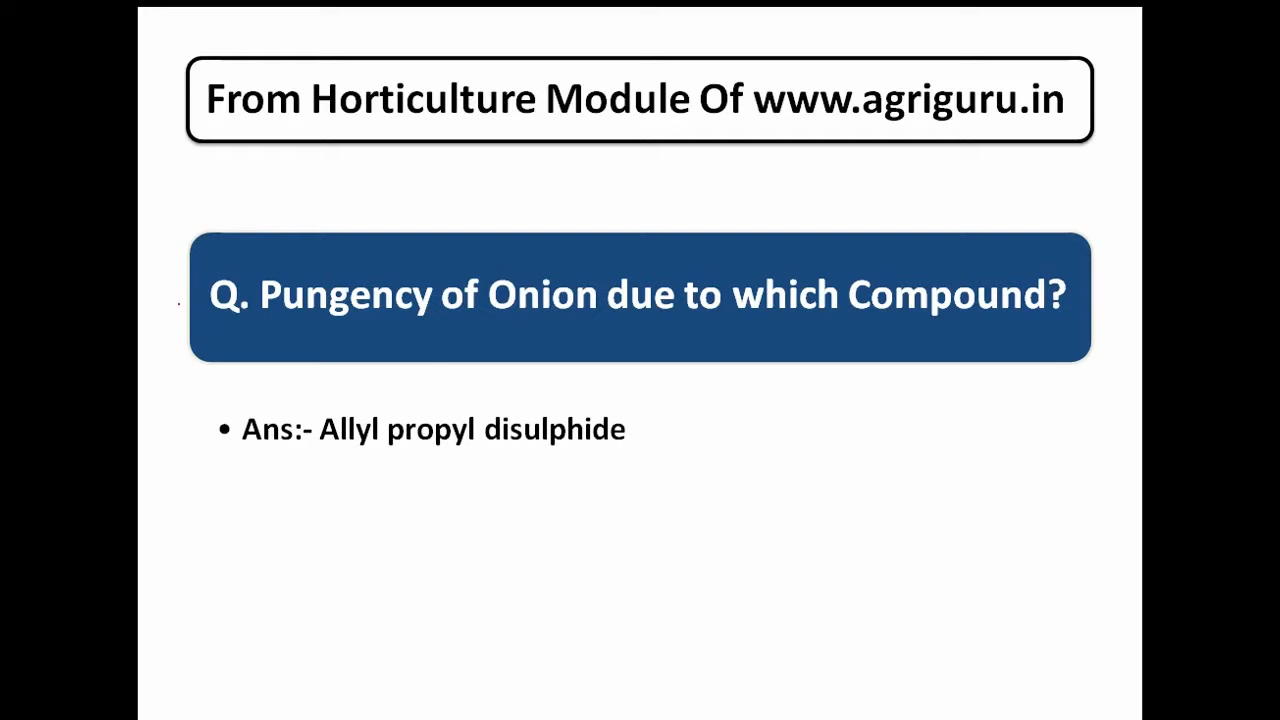 From Horticulture Module Of www.agriguru.in
Q. Pungency of Onion due to which Compound?
• Ans:- Allyl propyl disulphide